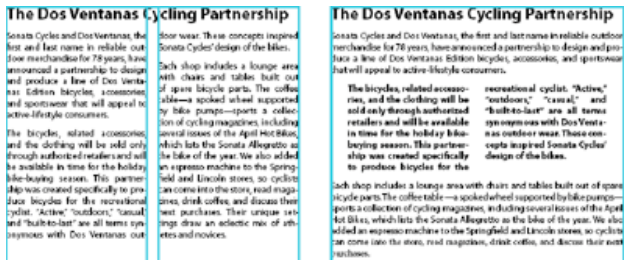 The Dos Ventanas Cycling Partnership
Sonata Cycles and Dos Ventanas, the
first and last name in reliable out-
door merchandise for 78 years, have
announced a partnership to design
and produce a line of Dos Venta-
nas Edition bicycles, accessories,
and sportswear that will appeal to
active-lifestyle consumers.
The bicycles, related accessories,
and the clothing will be sold only
through authorized retailers and will
be available in time for the holiday
bike-buying season. This partner-
ship was created specifically to pro-
duce bicycles for the recreational
cyclist. "Active," "outdoors," "casual,"
and "built-to-last" are all terms syn-
onymous with Dos Ventanas out-
door wear. These concepts inspired
Sonata Cycles' design of the bikes.
Each shop includes a lounge area
with chairs and tables built out
of spare bicycle parts. The coffee
table—a spoked wheel supported
by bike pumps—sports a collec-
tion of cycling magazines, including
several issues of the April Hot Bikes,
which lists the Sonata Allegretto as
the bike of the year. We also added
an espresso machine to the Spring-
field and Lincoln stores, so cyclists
can come into the store, read maga-
zines, drink coffee, and discuss their
next purchases. Their unique set-
tings draw an eclectic mix of ath-
letes and novices.
The Dos Ventanas Cycling Partnership
Sonata Cycles and Dos Ventanas, the first and last name in reliable outdoor
merchandise for 78 years, have announced a partnership to design and pro-
duce a line of Dos Ventanas Edition bicycles, accessories, and sportswear
that will appeal to active-lifestyle consumers.
The bicycles, related accesso-
ries, and the clothing will be
sold only through authorized
retailers and will be available
in time for the holiday bike-
buying season. This partner-
ship was created specifically
to produce bicycles for the
recreational cyclist. "Active,"
"outdoors," "casual," and
"built-to-last" are all terms
synonymous with Dos Venta-
nas outdoor wear. These con-
cepts inspired Sonata Cycles'
design of the bikes.
Each shop includes a lounge area with chairs and tables built out of spare
bicycle parts. The coffee table—a spoked wheel supported by bike pumps—
sports a collection of cycling magazines, including several issues of the April
Hot Bikes, which lists the Sonata Allegretto as the bike of the year. We also
added an espresso machine to the Springfield and Lincoln stores, so cyclists
can come into the store, read magazines, drink coffee, and discuss their next
purchases.